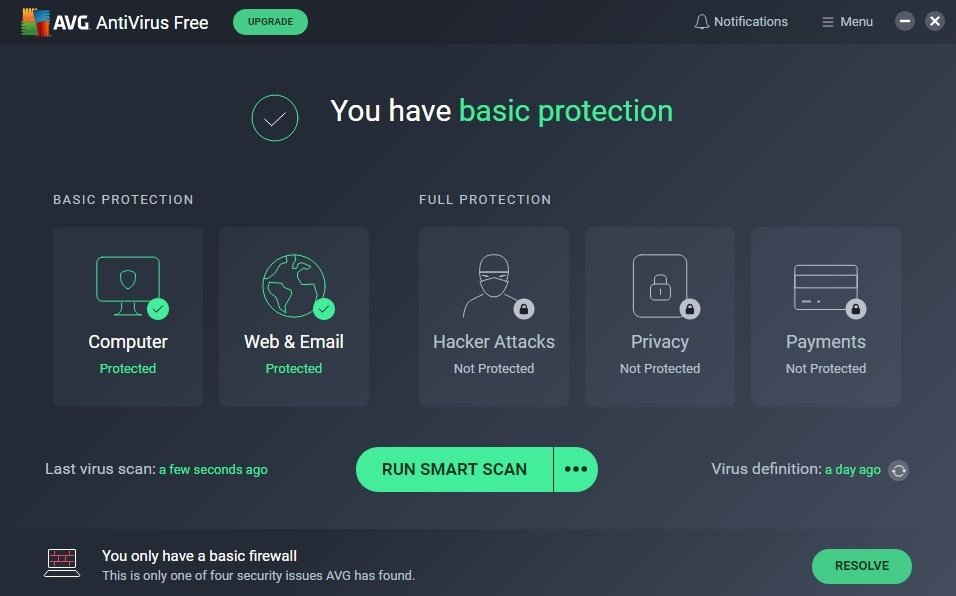 AVG AntiVirus Free UPGRADE Notifications Menu
You have basic protection
BASIC PROTECTION
FULL PROTECTION
Computer
Protected
Web & Email
Protected
Hacker Attacks
Not Protected
Privacy
Not Protected
Payments
Not Protected
Last virus scan: a few seconds ago
RUN SMART SCAN
Virus definition: a day ago
You only have a basic firewall
This is only one of four security issues AVG has found.
RESOLVE